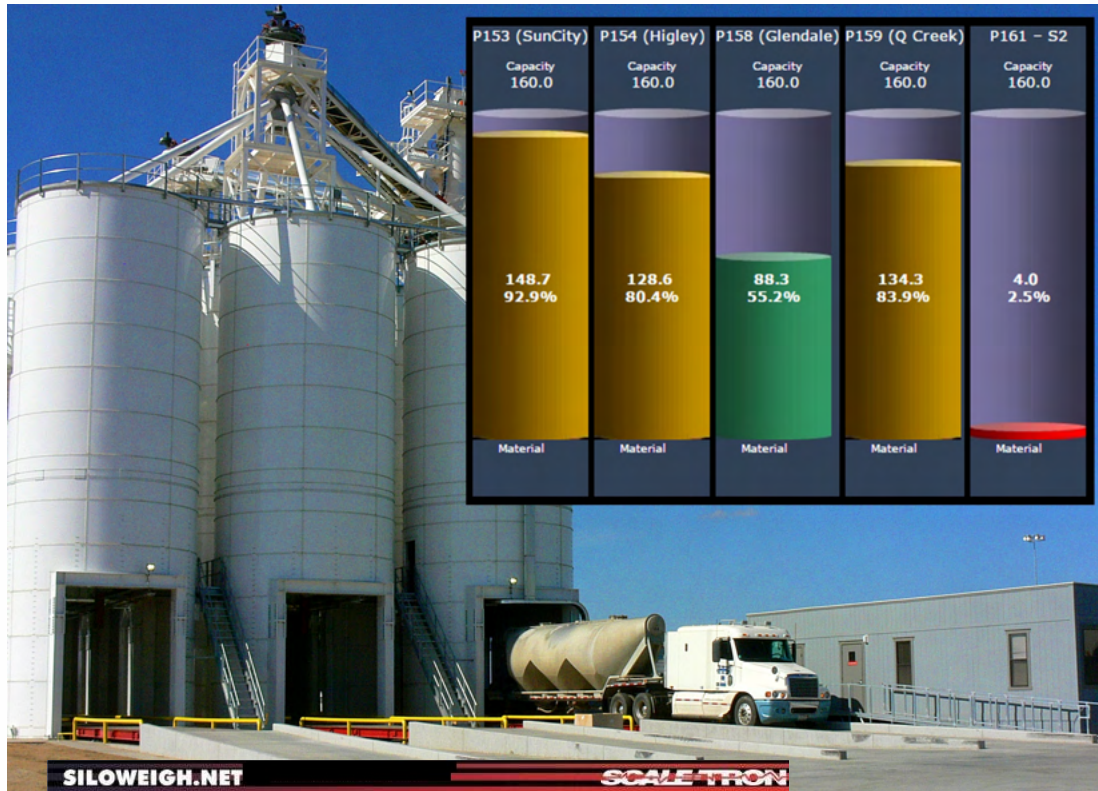 P153 (SunCity)
Capacity
160.0
148.7
92.9%
Material
P154 (Higley)
Capacity
160.0
128.6
80.4%
Material
P158 (Glendale)
Capacity
160.0
88.3
55.2%
Material
P159 (Q Creek)
Capacity
160.0
134.3
83.9%
Material
P161 – S2
Capacity
160.0
4.0
2.5%
Material
SILOWEIGH.NET
SCALETRON